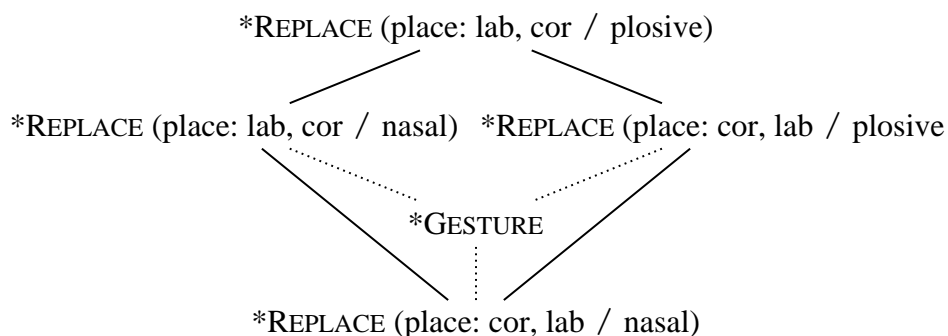 *REPLACE (place: lab, cor / plosive)
*REPLACE (place: lab, cor / nasal) *REPLACE (place: cor, lab / plosive
*GESTURE
*REPLACE (place: cor, lab / nasal)